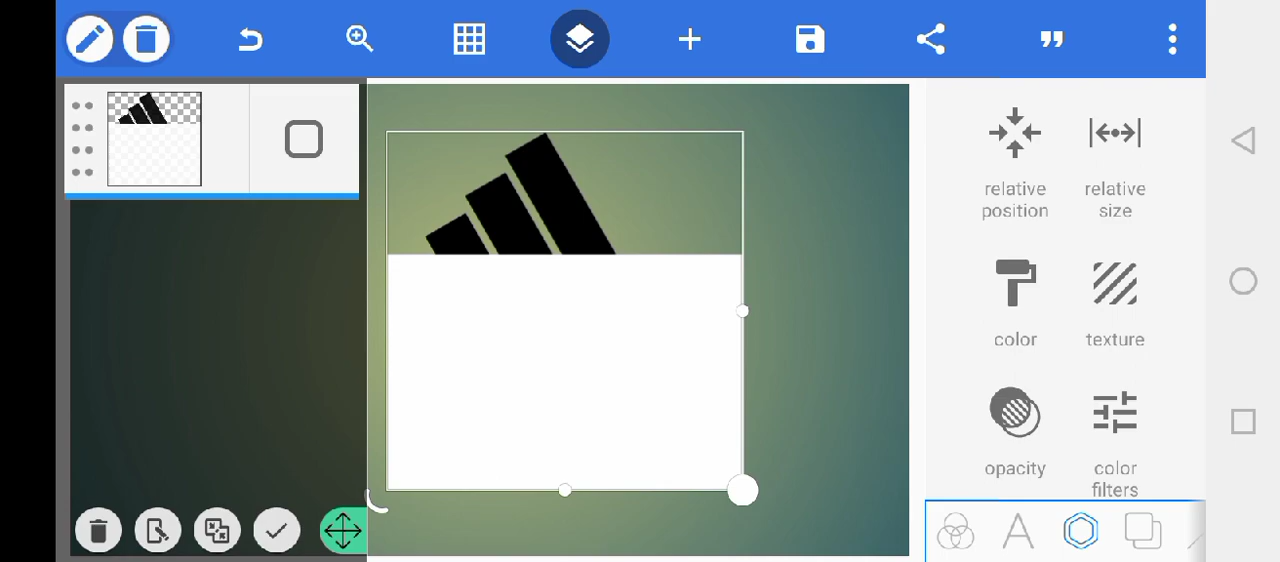 relative
position
relative
size
color
texture
opacity
color
filters